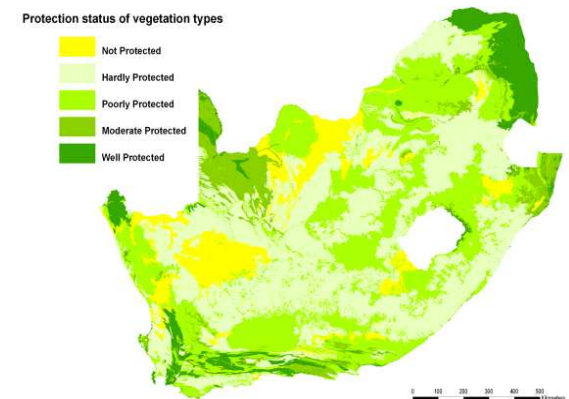 Protection status of vegetation types
Not Protected
Hardly Protected
Poorly Protected
Moderate Protected
Well Protected
0 100 200 300 400 500
Kilometers